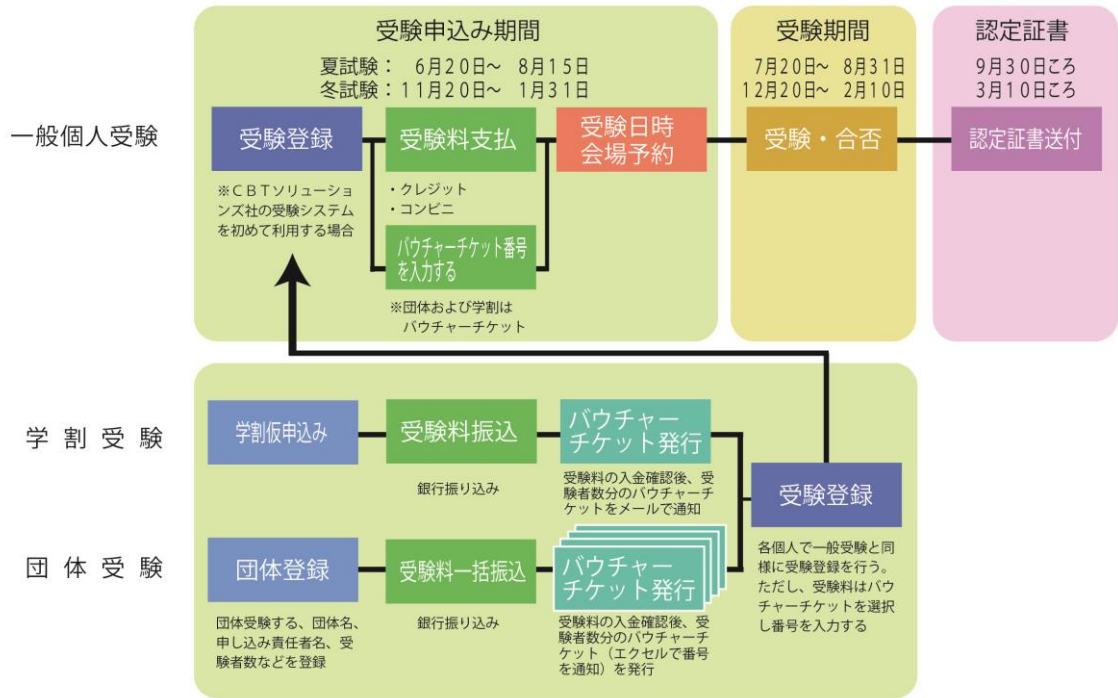 受験申込み期間
夏試験： 6月20日～ 8月15日
冬試験：11月20日～ 1月31日
受験期間
7月20日～ 8月31日
12月20日～ 2月10日
認定証書
9月30日ころ
3月10日ころ
一般個人受験
受験登録
※CBTソリューショ
ンズ社の受験システム
を初めて利用する場合
受験料支払
・クレジット
・コンビニ
バウチャーチケット番号
を入力する
※団体および学割は
バウチャーチケット
受験日時
会場予約
受験・合否
認定証書送付
学割受験
学割仮申込み
受験料振込
銀行振り込み
バウチャー
チケット発行
受験料の入金確認後、受
験者数分のバウチャーチ
ケットをメールで通知
団体受験
団体登録
団体受験する、団体名、
申し込み責任者名、受
験者数などを登録
受験料一括振込
銀行振り込み
バウチャー
チケット発行
受験料の入金確認後、受
験者数分のバウチャーチ
ケット（エクセルで番号
を通知）を発行
受験登録
各個人で一般受験と同
様に受験登録を行う。
ただし、受験料はバウ
チャーチケットを選択
し番号を入力する